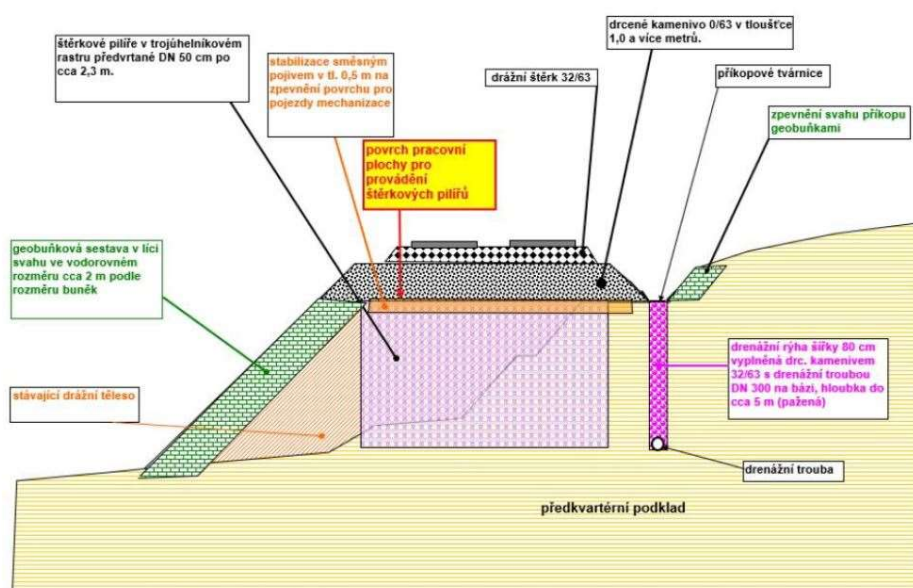 štěrkové pilíře v trojúhelníkovém
rastru předvrtané DN 50 cm po
cca 2,3 m.
stabilizace směsným
pojivem v tl. 0,5 m na
zpevnění povrchu pro
pojezdy mechanizace
drážní štěrk 32/63
drcené kamenivo 0/63 v tloušťce
1,0 a více metrů.
příkopové tvárnice
zpevnění svahu příkopu
geobuňkami
povrch pracovní
plochy pro
provádění
štěrkových pilířů
geobuňková sestava v líci
svahu ve vodorovném
rozměru cca 2 m podle
rozměru buněk
stávající drážní těleso
drenážní rýha šířky 80 cm
vyplněná drc. kamenivem
32/63 s drenážní troubou
DN 300 na bázi, hloubka do
cca 5 m (pažená)
drenážní trouba
předkvartérní podklad